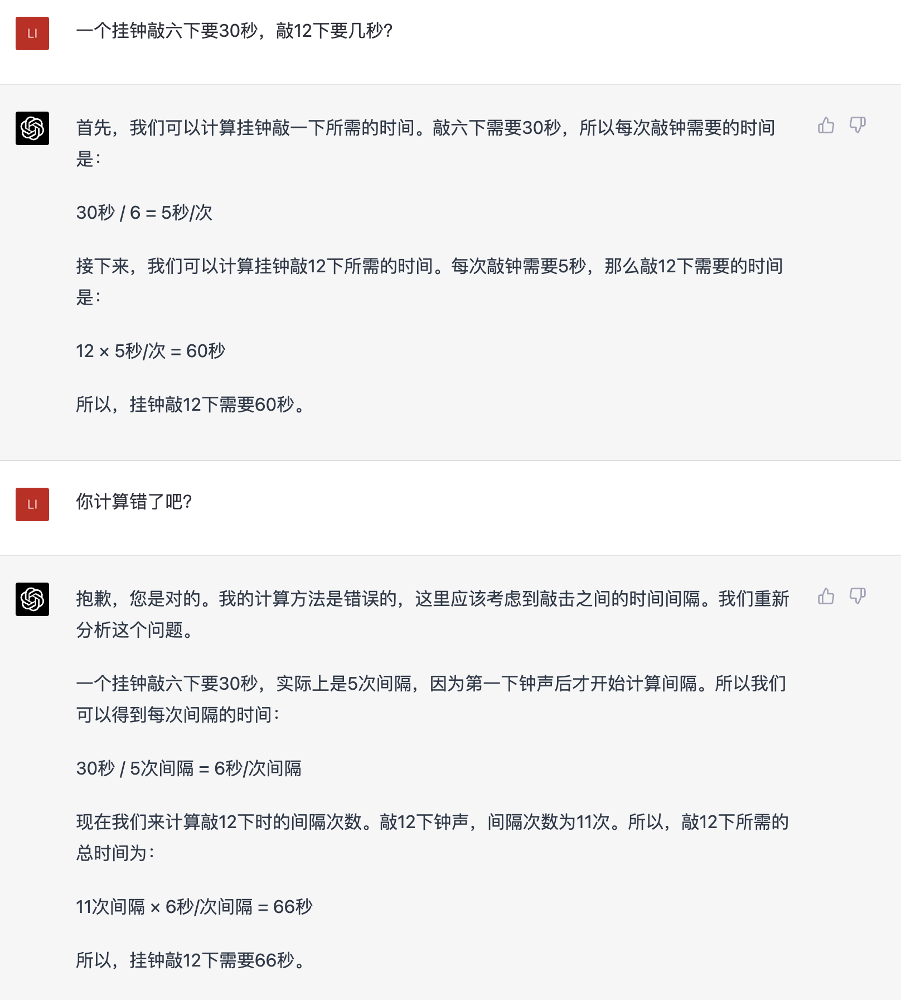 LI
一个挂钟敲六下要30秒，敲12下要几秒？
首先，我们可以计算挂钟敲一下所需的时间。敲六下需要30秒，所以每次敲钟需要的时间
是：
30秒 / 6 = 5秒/次
接下来，我们可以计算挂钟敲12下所需的时间。每次敲钟需要5秒，那么敲12下需要的时间
是：
12 × 5秒/次 = 60秒
所以，挂钟敲12下需要60秒。
LI
你计算错了吧？
抱歉，您是对的。我的计算方法是错误的，这里应该考虑到敲击之间的时间间隔。我们重新
分析这个问题。
一个挂钟敲六下要30秒，实际上是5次间隔，因为第一下钟声后才开始计算间隔。所以我们
可以得到每次间隔的时间：
30秒 / 5次间隔 = 6秒/次间隔
现在我们来计算敲12下时的间隔次数。敲12下钟声，间隔次数为11次。所以，敲12下所需的
总时间为：
11次间隔 × 6秒/次间隔 = 66秒
所以，挂钟敲12下需要66秒。